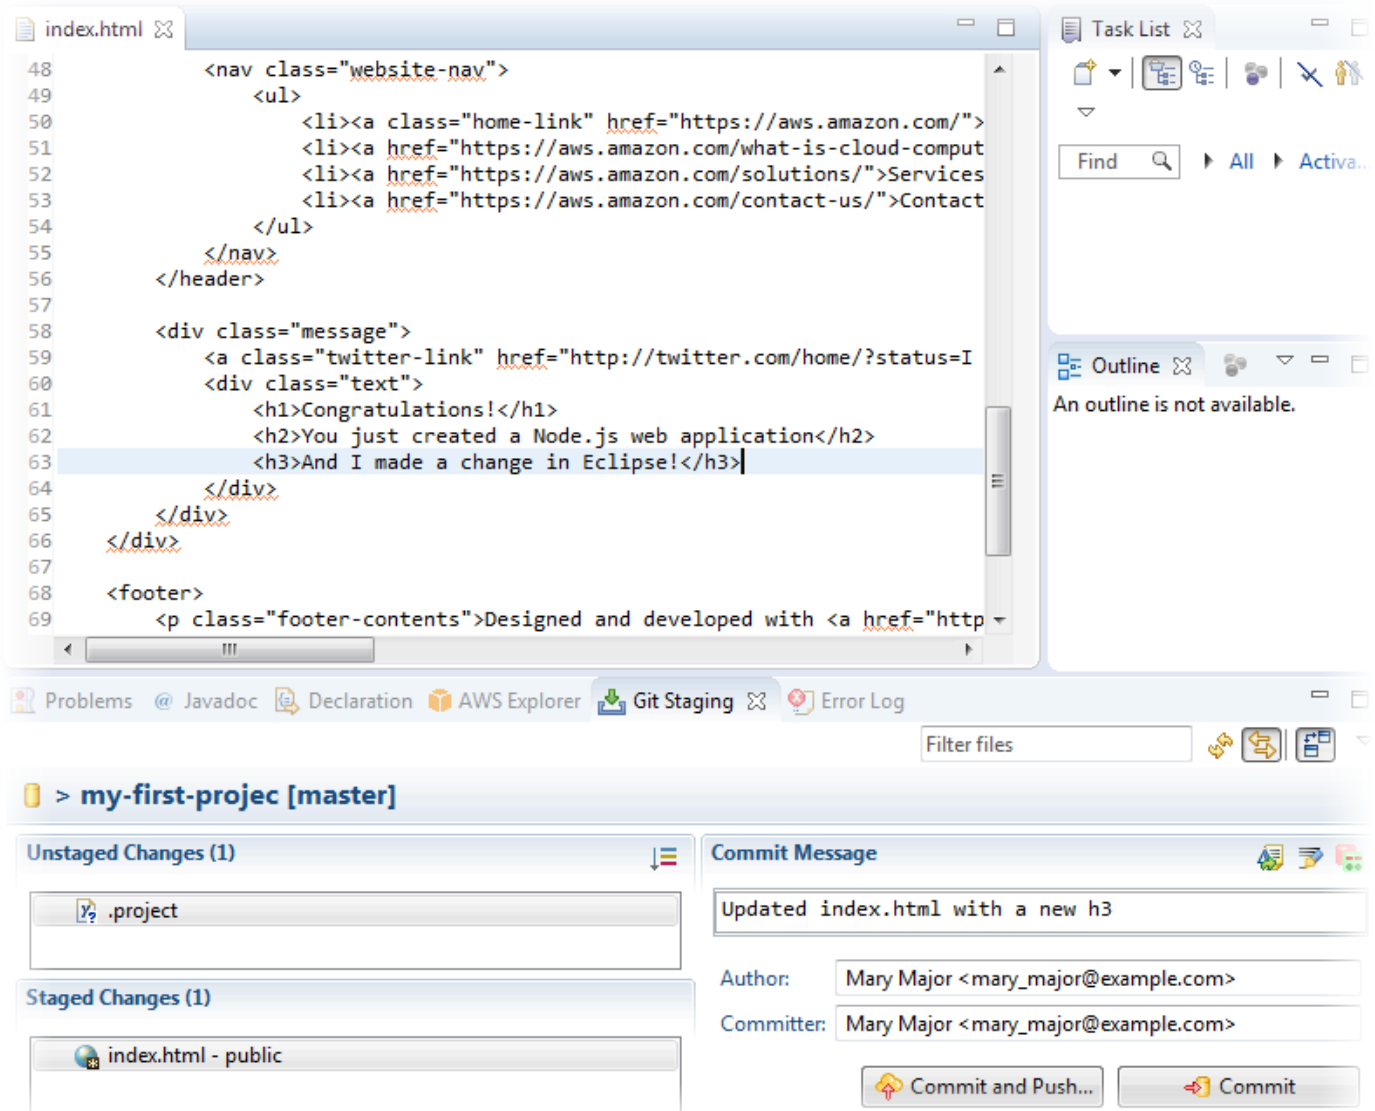 index.html
48 <nav class="website-nav">
49 <ul>
50 <li><a class="home-link" href="https://aws.amazon.com/">
51 <li><a href="https://aws.amazon.com/what-is-cloud-comput
52 <li><a href="https://aws.amazon.com/solutions/">Services
53 <li><a href="https://aws.amazon.com/contact-us/">Contact
54 </ul>
55 </nav>
56 </header>
57
58 <div class="message">
59 <a class="twitter-link" href="http://twitter.com/home/?status=I
60 <div class="text">
61 <h1>Congratulations!</h1>
62 <h2>You just created a Node.js web application</h2>
63 <h3>And I made a change in Eclipse!</h3>
64 </div>
65 </div>
66 </div>
67
68 <footer>
69 <p class="footer-contents">Designed and developed with <a href="http
Task List
Find All Activa...
Outline
An outline is not available.
Problems @ Javadoc Declaration AWS Explorer Git Staging Error Log
Filter files
> my-first-projec [master]
Unstaged Changes (1)
.project
Staged Changes (1)
index.html - public
Commit Message
Updated index.html with a new h3
Author: Mary Major <mary_major@example.com>
Committer: Mary Major <mary_major@example.com>
Commit and Push... Commit